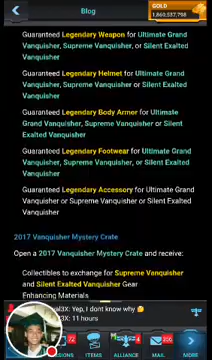 Blog
GOLD
1,860,537,798
Guaranteed Legendary Weapon for Ultimate Grand
Vanquisher, Supreme Vanquisher, or Silent Exalted
Vanquisher
Guaranteed Legendary Helmet for Ultimate Grand
Vanquisher, Supreme Vanquisher, or Silent Exalted
Vanquisher
Guaranteed Legendary Body Armor for Ultimate
Grand Vanquisher, Supreme Vanquisher or Silent
Exalted Vanquisher
Guaranteed Legendary Footwear for Ultimate Grand
Vanquisher, Supreme Vanquisher, or Silent Exalted
Vanquisher
Guaranteed Legendary Accessory for Ultimate Grand
Vanquisher or Supreme Vanquisher or Silent Exalted
Vanquisher
2017 Vanquisher Mystery Crate
Open a 2017 Vanquisher Mystery Crate and receive:
Collectibles to exchange for Supreme Vanquisher
and Silent Exalted Vanquisher Gear
Enhancing Materials
3X: Yep, I dont know why 🤔
3X: 11 hours
SIONS
ITEMS
ALLIANCE
MAIL
MORE